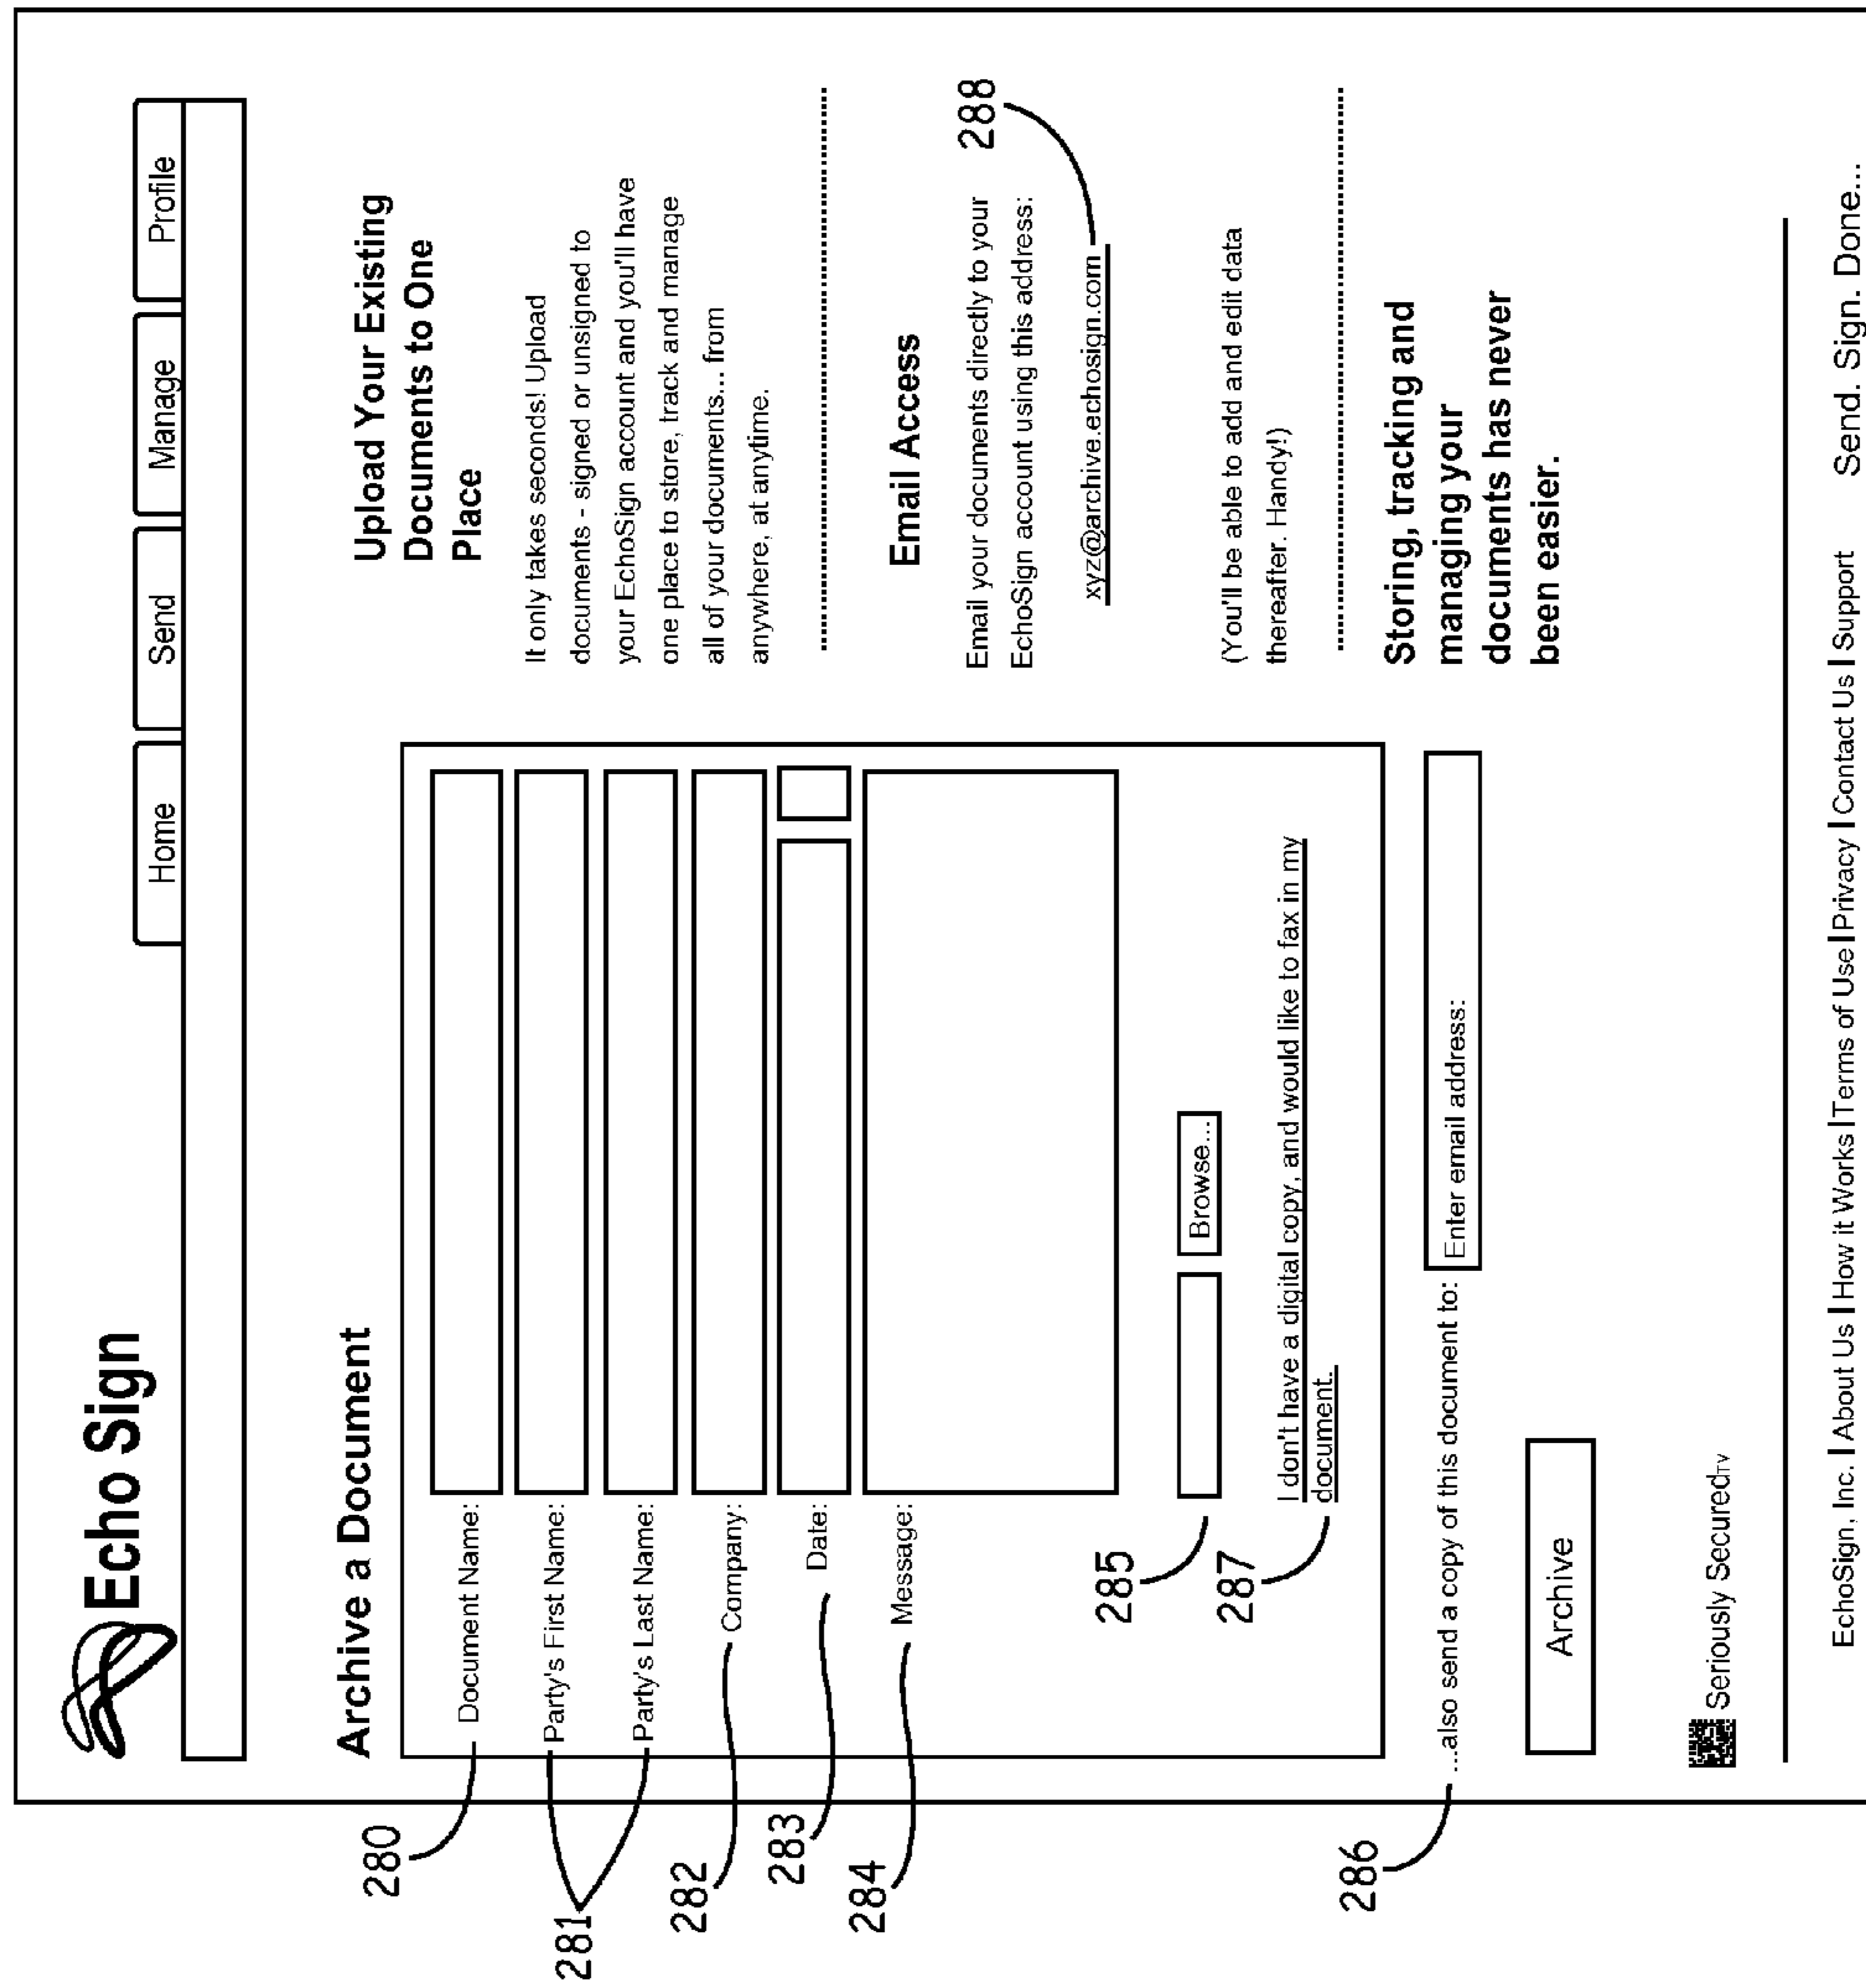 Echo Sign
Home
Send
Manage
Profile
Archive a Document
280
Document Name:
281
Party's First Name:
Party's Last Name:
282
Company:
283
Date:
284
Message:
285
Browse...
287
I don't have a digital copy, and would like to fax in my
document.
286
...also send a copy of this document to:
Enter email address:
Archive
Upload Your Existing
Documents to One
Place
It only takes seconds! Upload
documents - signed or unsigned to
your EchoSign account and you'll have
one place to store, track and manage
all of your documents... from
anywhere, at anytime.
Email Access
Email your documents directly to your
EchoSign account using this address:
288
xyz@archive.echosign.com
(You'll be able to add and edit data
thereafter. Handy!)
Storing, tracking and
managing your
documents has never
been easier.
Seriously SecuredTV
EchoSign, Inc. | About Us | How it Works | Terms of Use | Privacy | Contact Us | Support
Send. Sign. Done...